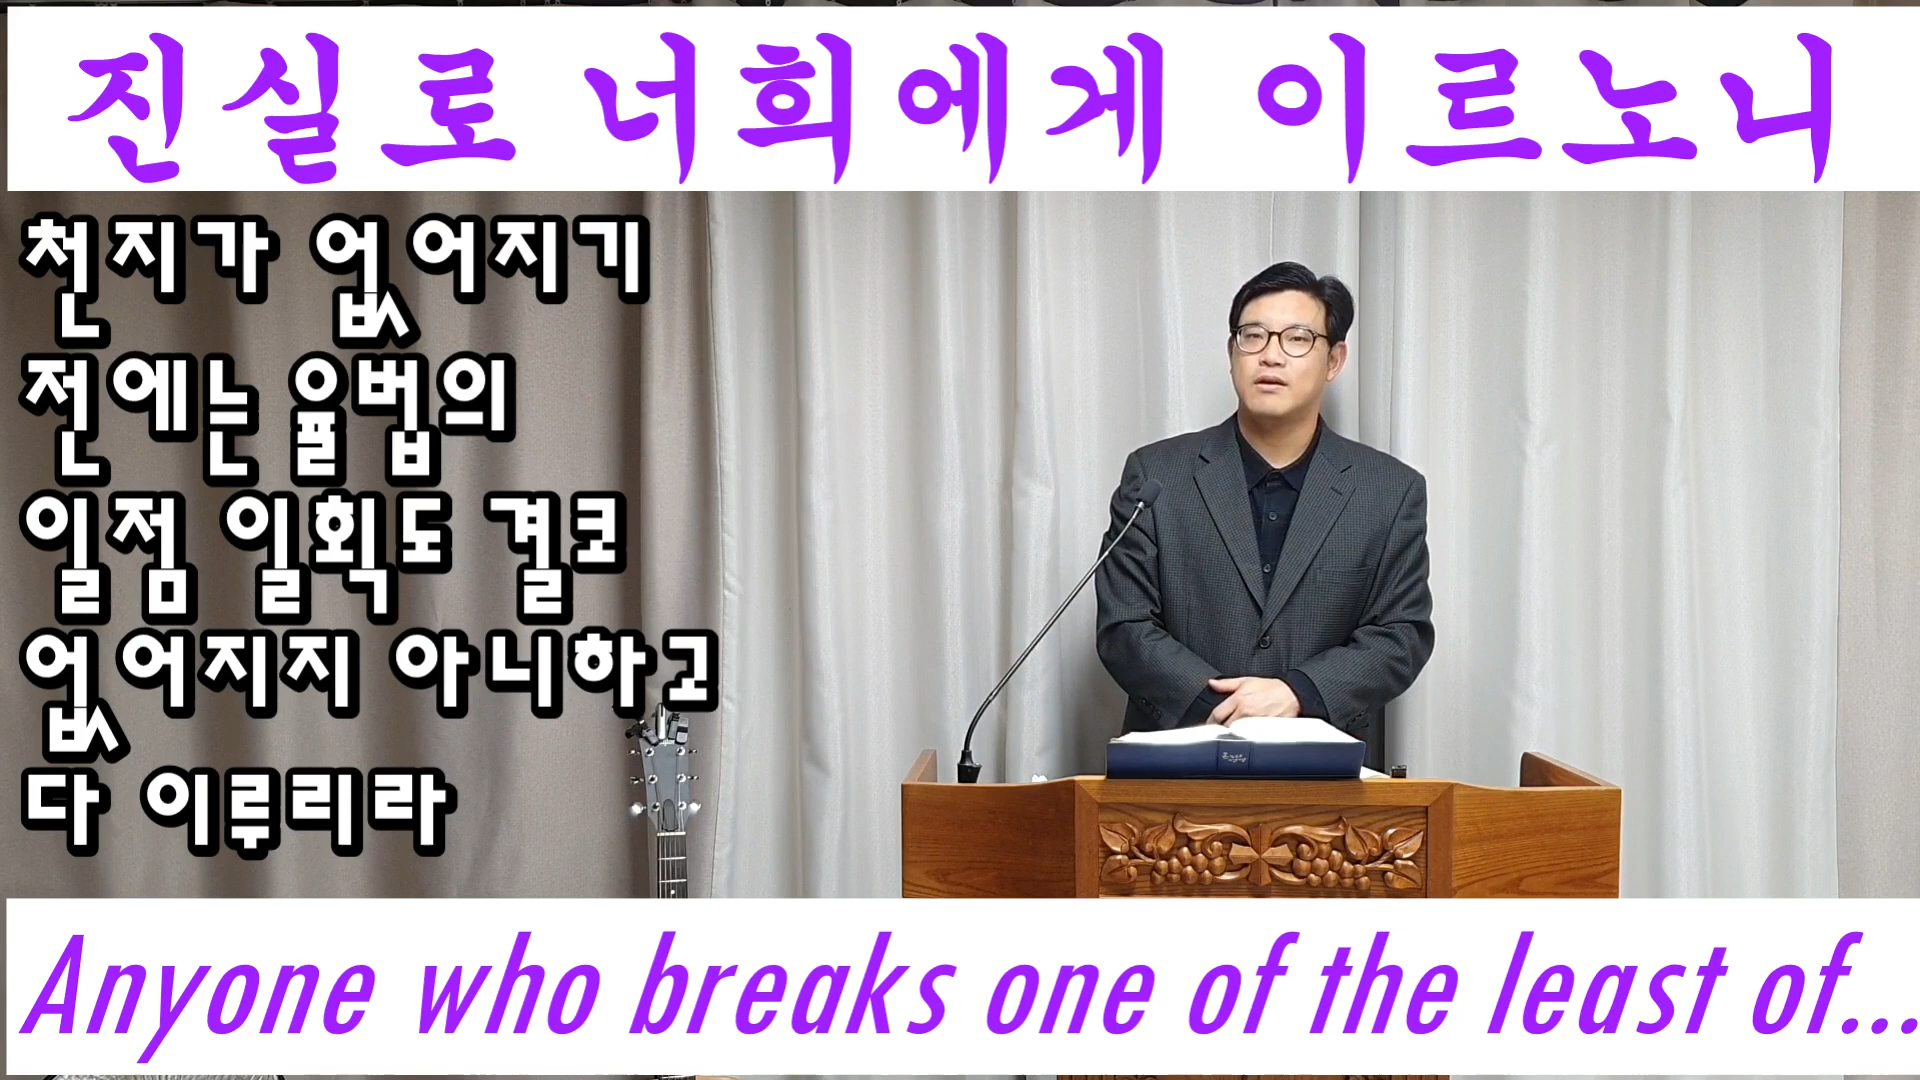 진실로 너희에게 이르노니
천지가 없어지기
전에는 율법의
일점 일획도 결코
없어지지 아니하고
다 이루리라
Anyone who breaks one of the least of...